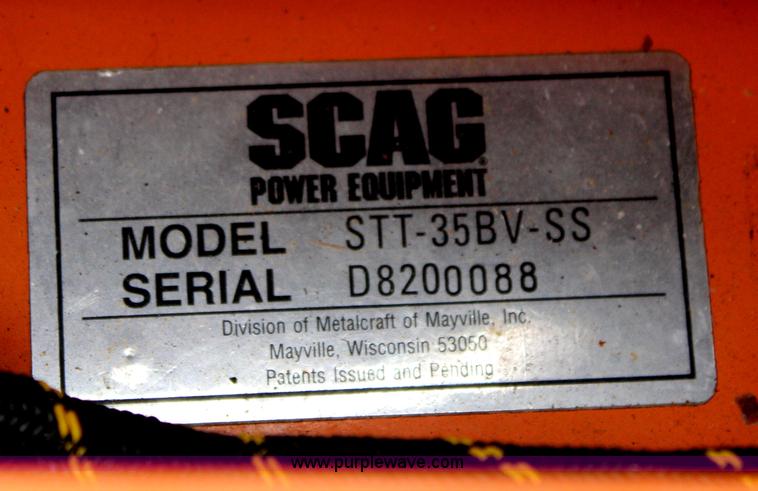 SCAG
POWER EQUIPMENT
MODEL STT-35BV-SS
SERIAL D8200088
Division of Metalcraft of Mayville, Inc.
Mayville, Wisconsin 53050
Patents Issued and Pending
www.purplewave.com